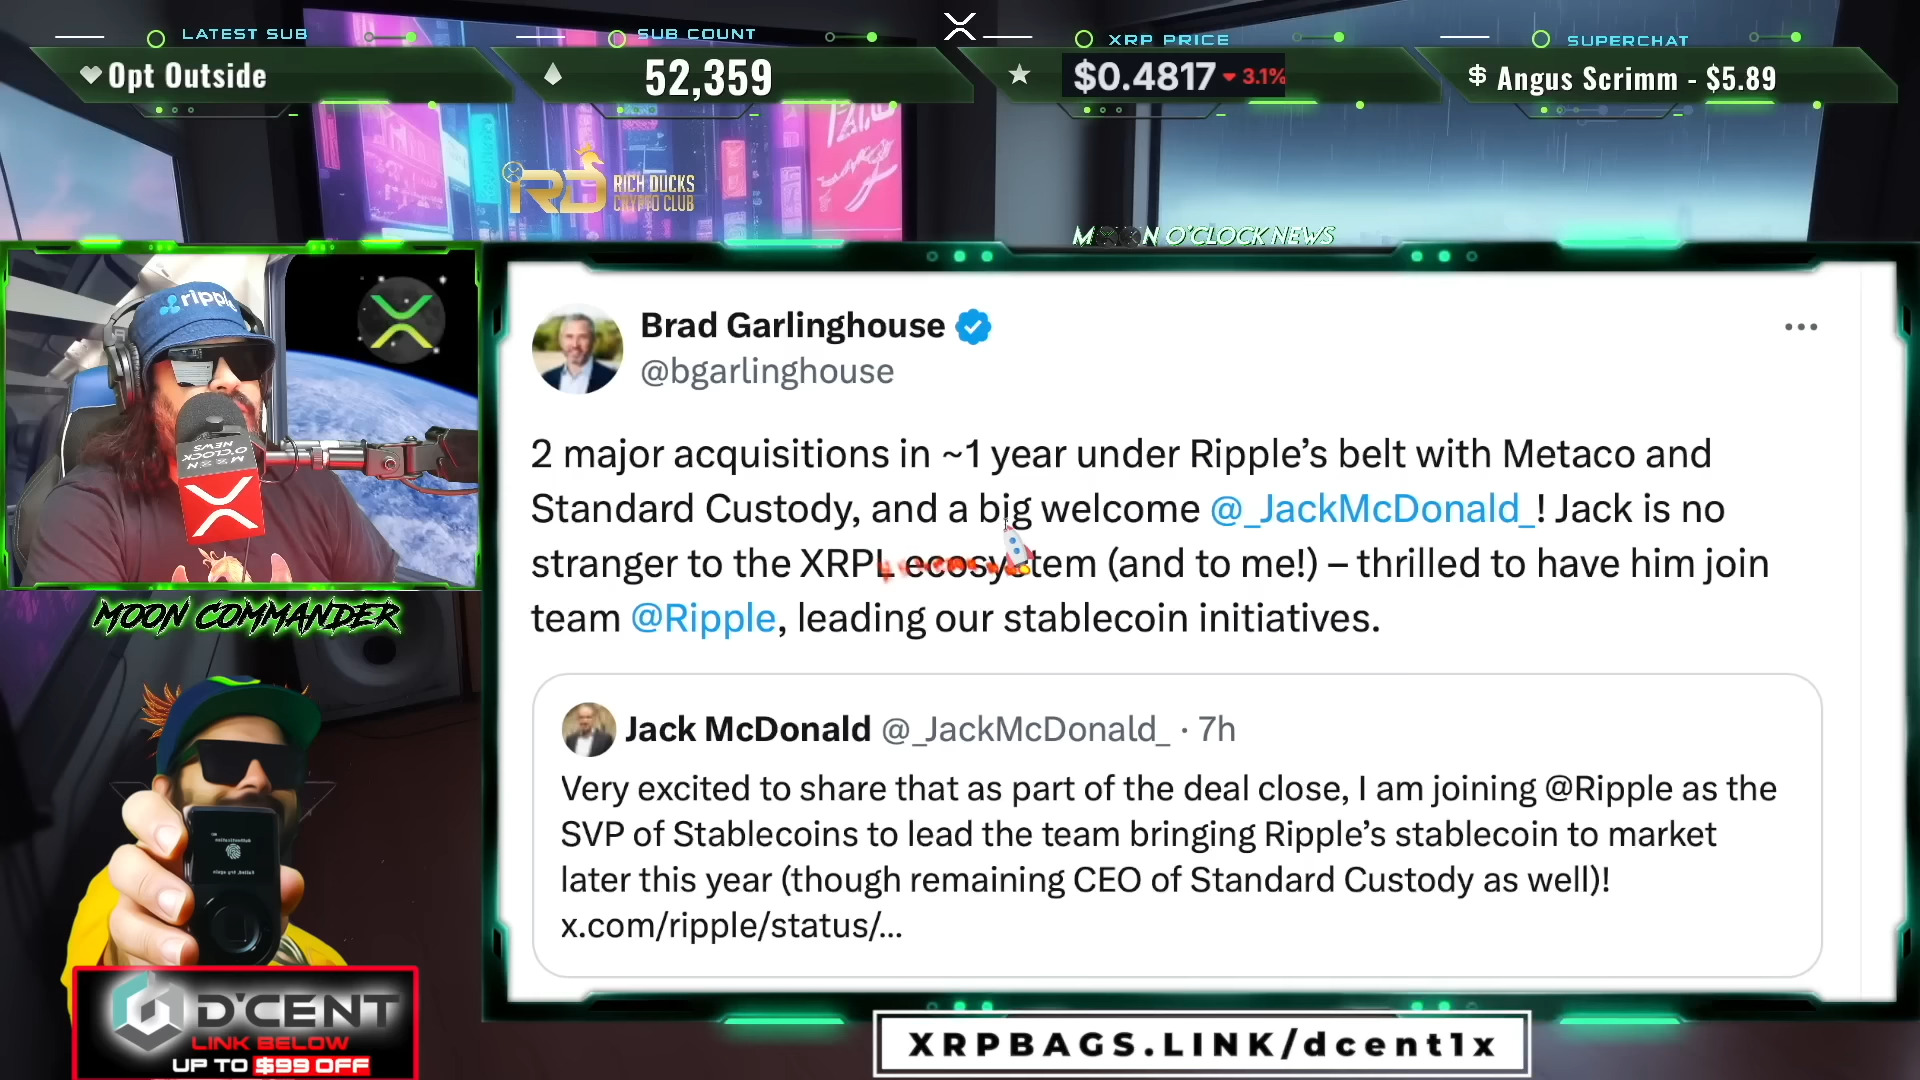 LATEST SUB
Opt Outside
SUB COUNT
52,359
XRP PRICE
$0.4817 3.1%
SUPERCHAT
$ Angus Scrimm - $5.89
RD RICH DUCKS
CRYPTO CLUB
M N O'CLOCK NEWS
ripple
MOON
O'CLOCK
NEWS
MOON COMMANDER
Brad Garlinghouse
@bgarlinghouse
2 major acquisitions in ~1 year under Ripple’s belt with Metaco and
Standard Custody, and a big welcome @_JackMcDonald_! Jack is no
stranger to the XRPL ecosystem (and to me!) – thrilled to have him join
team @Ripple, leading our stablecoin initiatives.
Jack McDonald @_JackMcDonald_ · 7h
Very excited to share that as part of the deal close, I am joining @Ripple as the
SVP of Stablecoins to lead the team bringing Ripple’s stablecoin to market
later this year (though remaining CEO of Standard Custody as well)!
x.com/ripple/status/...
D'CENT
LINK BELOW
UP TO $99 OFF
XRPBAGS.LINK/dcent1x